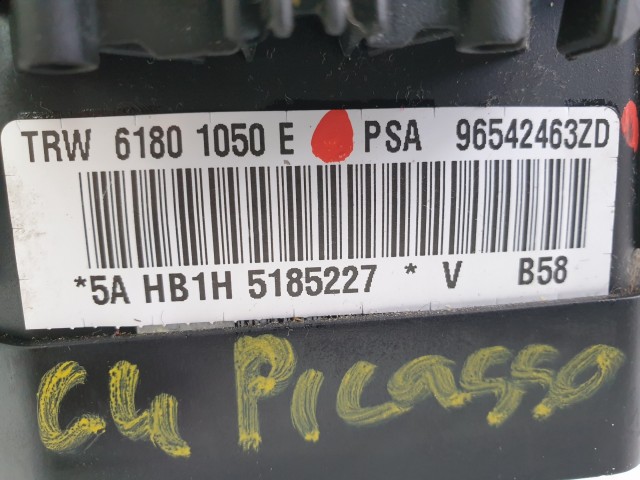 TRW 6180 1050 E PSA 96542463ZD
*5A HB1H 5185227 * V B58
C4 Picasso